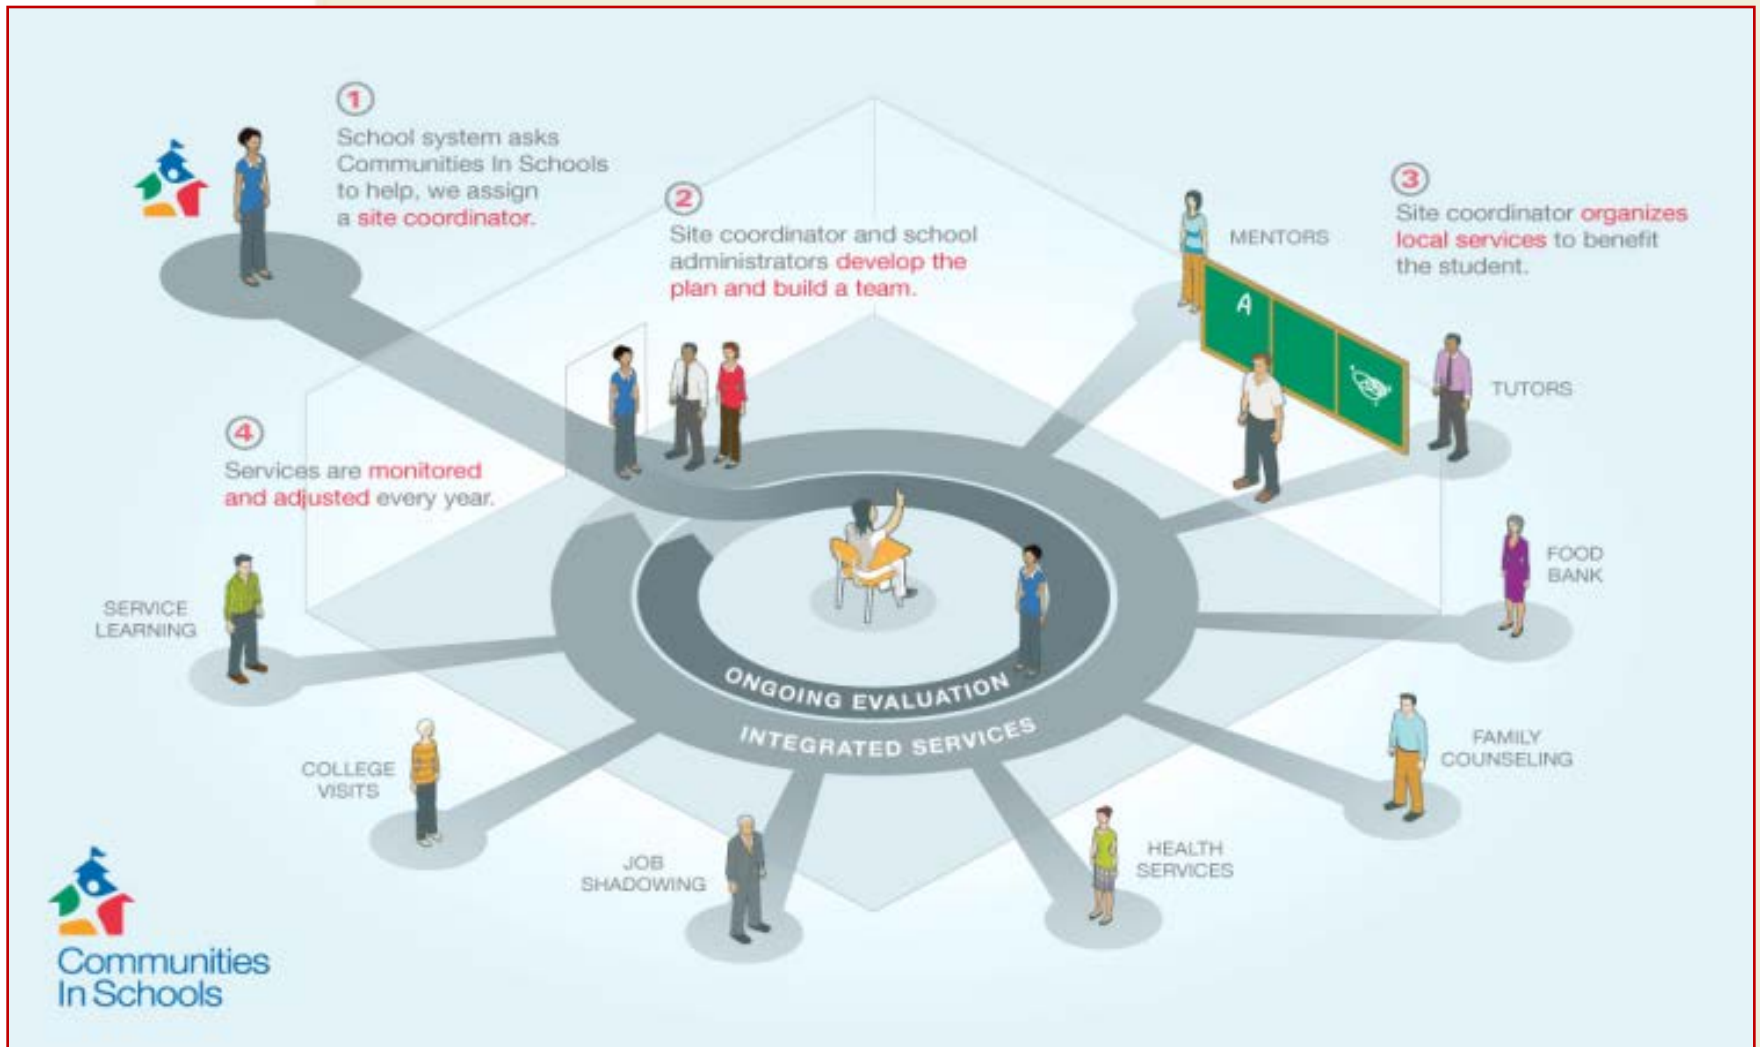 1
School system asks
Communities In Schools
to help, we assign
a site coordinator.
2
Site coordinator and school
administrators develop the
plan and build a team.
3
Site coordinator organizes
local services to benefit
the student.
4
Services are monitored
and adjusted every year.
MENTORS
A
TUTORS
FOOD
BANK
FAMILY
COUNSELING
HEALTH
SERVICES
JOB
SHADOWING
COLLEGE
VISITS
SERVICE
LEARNING
ONGOING EVALUATION
INTEGRATED SERVICES
Communities
In Schools